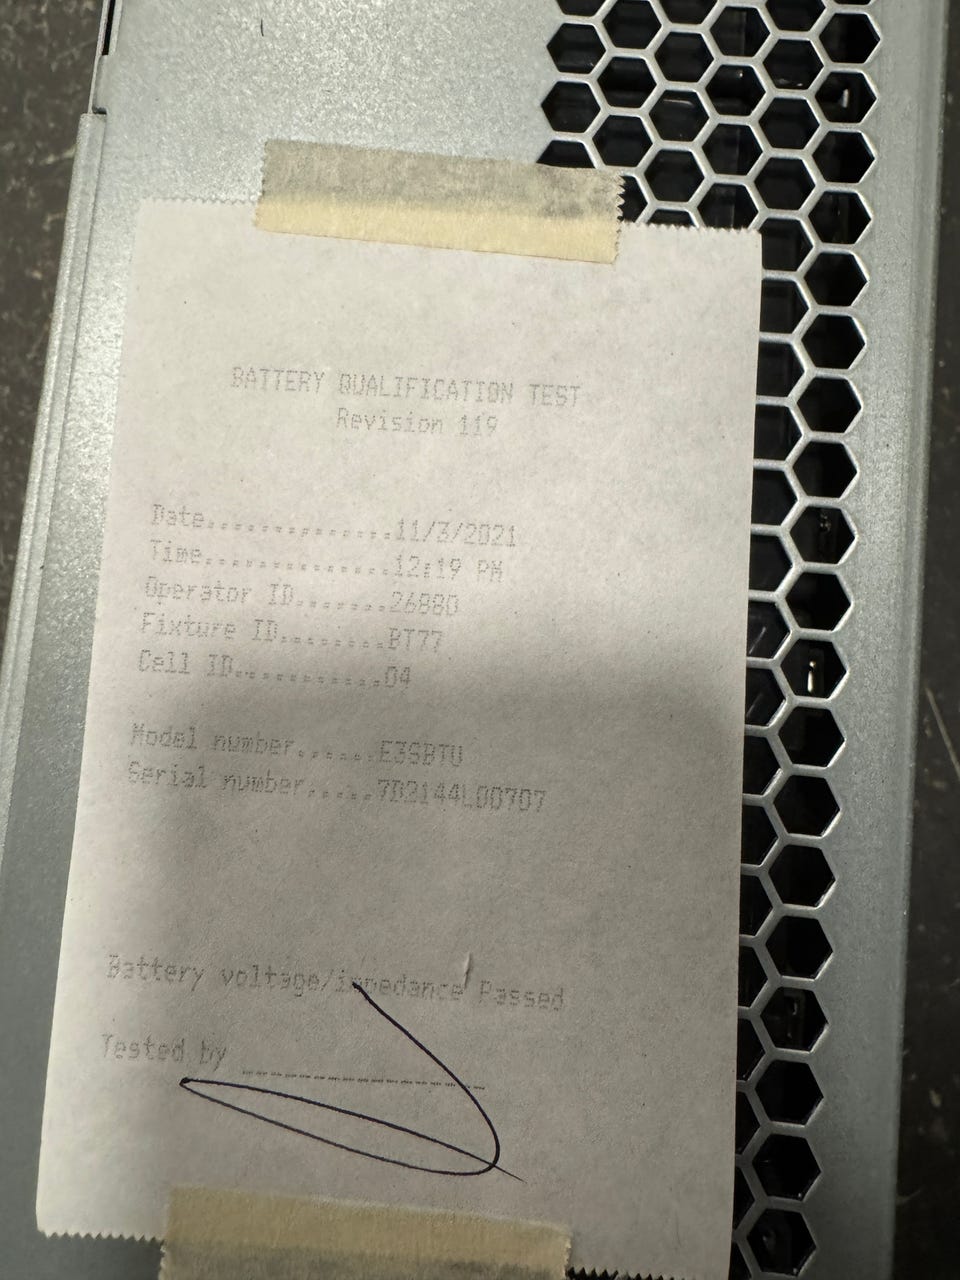 BATTERY QUALIFICATION TEST
Revision 119
Date..............11/3/2021
Time..............12:19 PM
Operator ID.......26880
Fixture ID........BT77
Cell ID...........04
Model number......E3SBTU
Serial number.....7D2144L00707
Battery voltage/impedance Passed
Tested by __________________